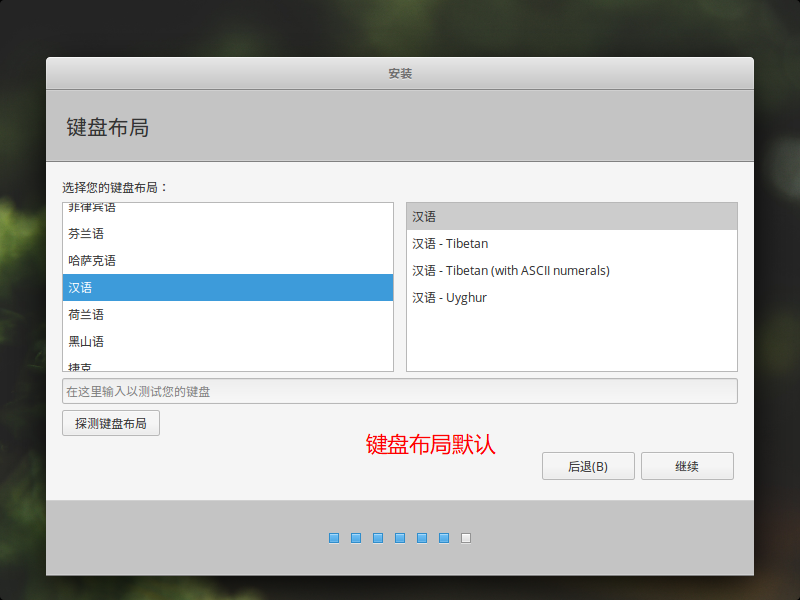 安装
键盘布局
选择您的键盘布局：
菲律宾语
芬兰语
哈萨克语
汉语
荷兰语
黑山语
捷克
汉语
汉语 - Tibetan
汉语 - Tibetan (with ASCII numerals)
汉语 - Uyghur
在这里输入以测试您的键盘
探测键盘布局
键盘布局默认
后退(B)
继续